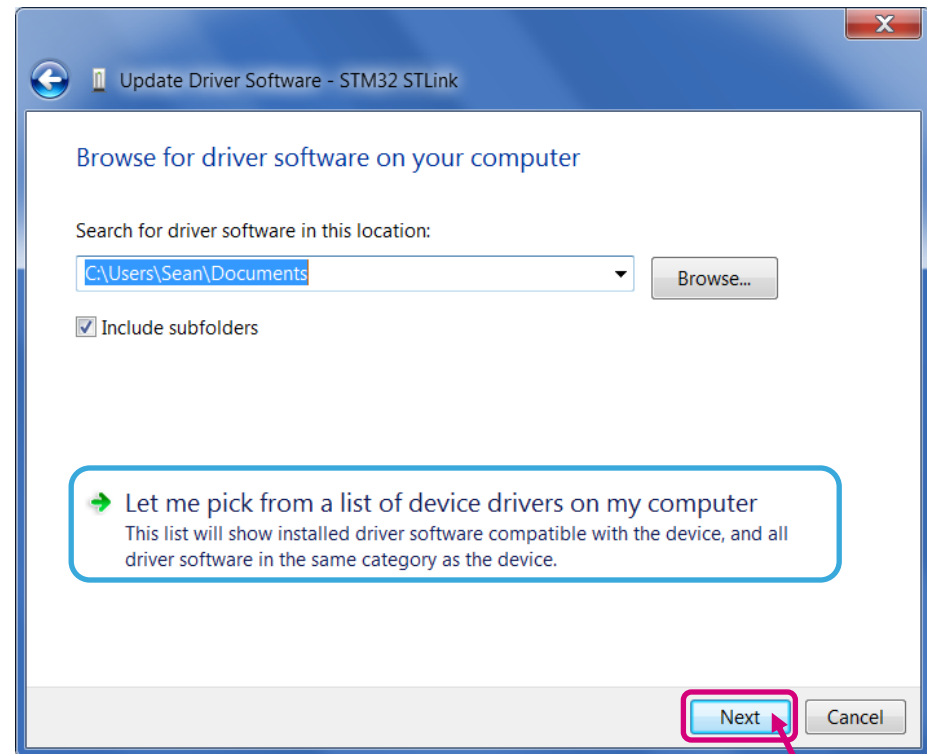 X
Update Driver Software - STM32 STLink
Browse for driver software on your computer
Search for driver software in this location:
C:\Users\Sean\Documents
Browse...
Include subfolders
Let me pick from a list of device drivers on my computer
This list will show installed driver software compatible with the device, and all
driver software in the same category as the device.
Next
Cancel